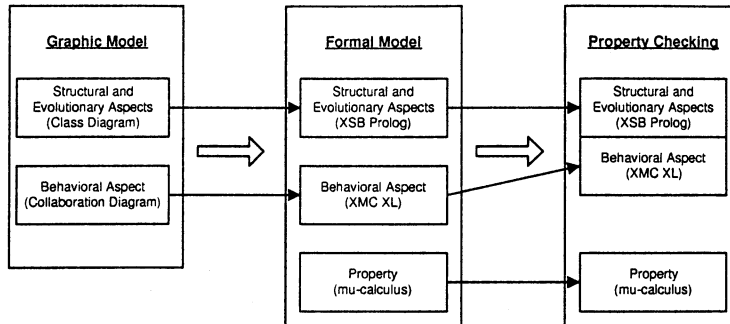 Graphic Model
Structural and
Evolutionary Aspects
(Class Diagram)
Behavioral Aspect
(Collaboration Diagram)
Formal Model
Structural and
Evolutionary Aspects
(XSB Prolog)
Behavioral Aspect
(XMC XL)
Property
(mu-calculus)
Property Checking
Structural and
Evolutionary Aspects
(XSB Prolog)
Behavioral Aspect
(XMC XL)
Property
(mu-calculus)